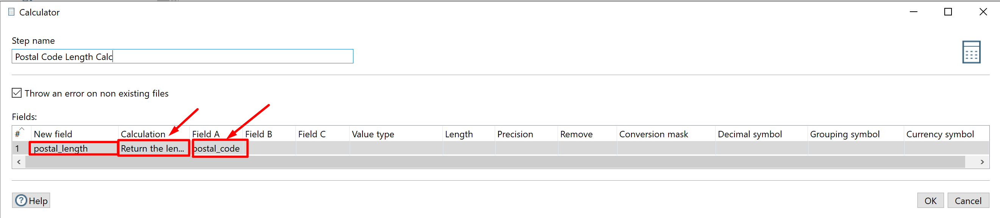 Calculator
Step name
Postal Code Length Calc
Throw an error on non existing files
Fields:
# New field Calculation Field A Field B Field C Value type Length Precision Remove Conversion mask Decimal symbol Grouping symbol Currency symbol
1 postal_length Return the len... postal_code
Help OK Cancel